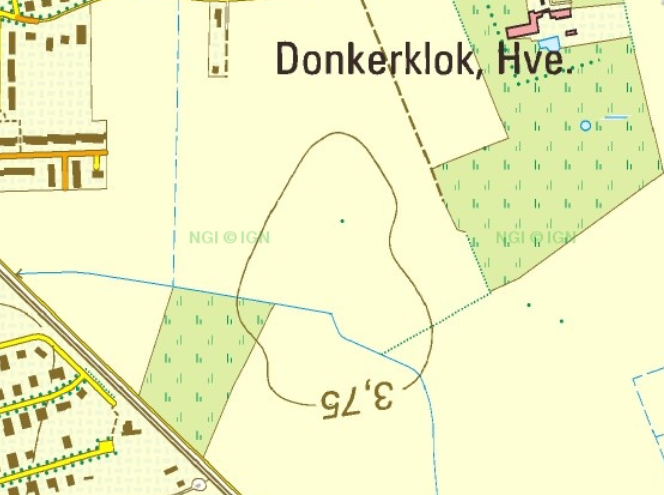 Donkerklok, Hve.
NGI © IGN NGI © IGN
3,75